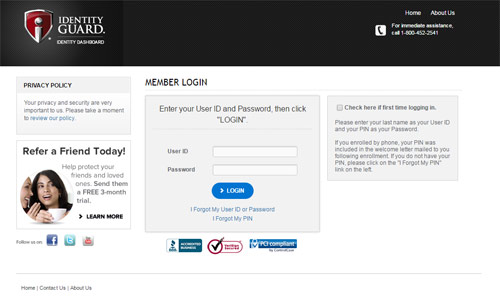 IDENTITY
GUARD.
IDENTITY DASHBOARD
Home About Us
For immediate assistance,
call 1-800-452-2541
PRIVACY POLICY
Your privacy and security are very
important to us. Please take a moment
to review our policy.
Refer a Friend Today!
Help protect your
friends and loved
ones. Send them
a FREE 3-month
trial.
LEARN MORE
Follow us on:
MEMBER LOGIN
Enter your User ID and Password, then click
"LOGIN".
User ID
Password
LOGIN
I Forgot My User ID or Password
I Forgot My PIN
Check here if first time logging in.
Please enter your last name as your User ID
and your PIN as your Password.
If you enrolled by phone, your PIN was
included in the welcome letter mailed to you
following enrollment. If you do not have your
PIN, please click on the "I Forgot My PIN"
link on the left.
BBB ACCREDITED
BUSINESS
PCI compliant
Home | Contact Us | About Us